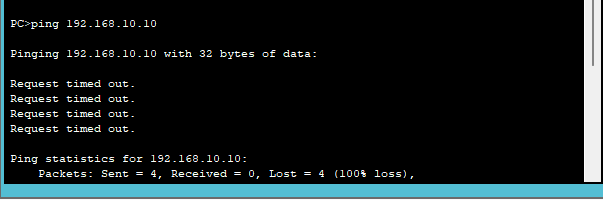 PC>ping 192.168.10.10
Pinging 192.168.10.10 with 32 bytes of data:
Request timed out.
Request timed out.
Request timed out.
Request timed out.
Ping statistics for 192.168.10.10:
Packets: Sent = 4, Received = 0, Lost = 4 (100% loss),